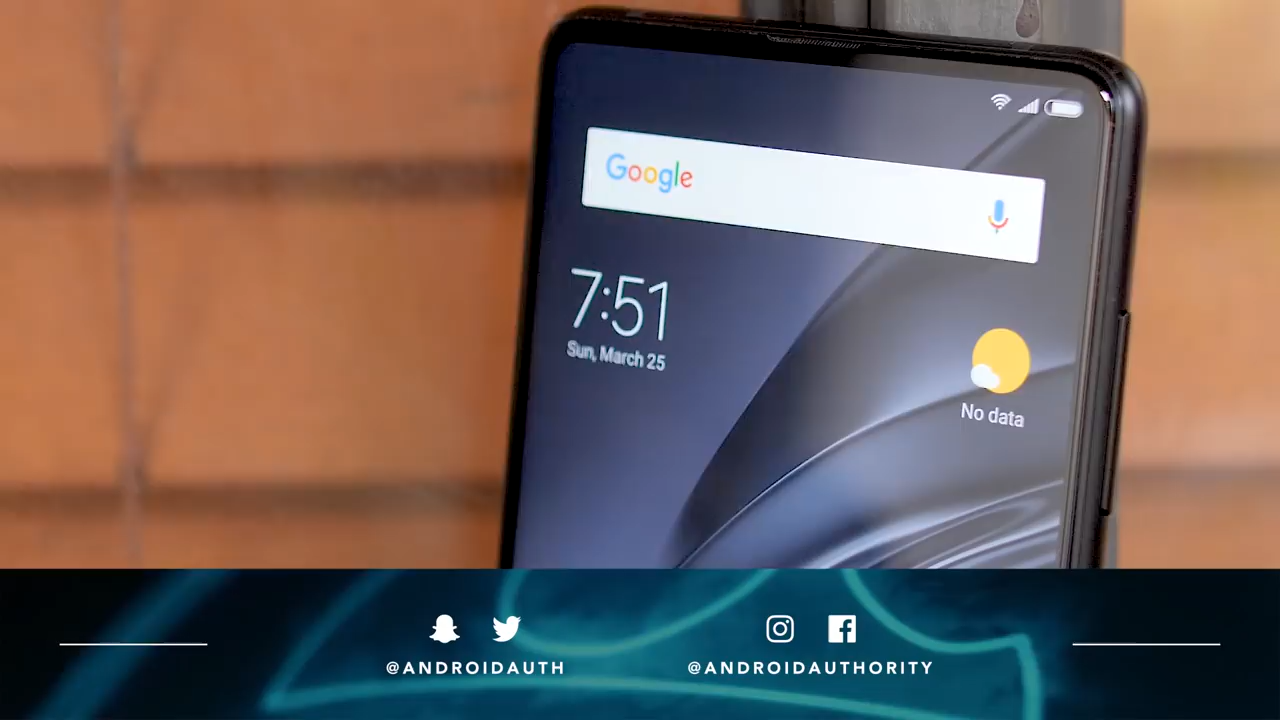 Google
7:51
Sun, March 25
No data
@ANDROIDAUTH
@ANDROIDAUTHORITY